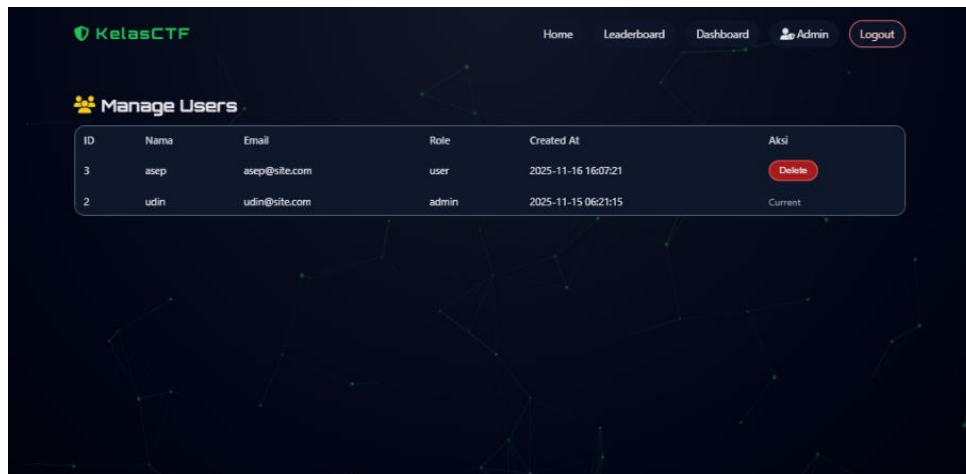 KelasCTF Home Leaderboard Dashboard Admin Logout
Manage Users
ID Nama Email Role Created At Aksi
3 asep asep@site.com user 2025-11-16 16:07:21 Delete
2 udin udin@site.com admin 2025-11-15 06:21:15 Current